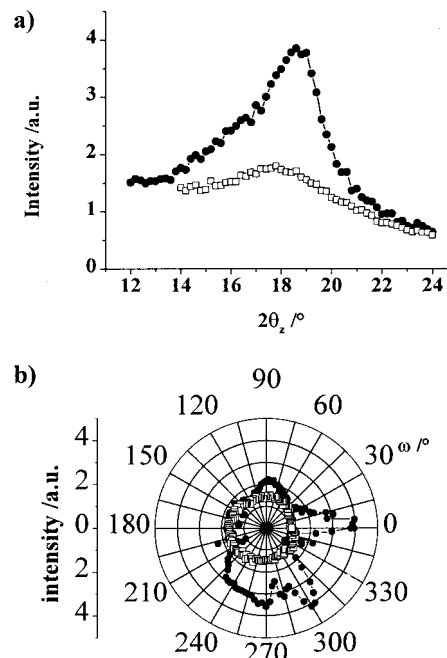 a)
Intensity /a.u.
4
3
2
1
0
12 14 16 18 20 22 24
2θz /°
b)
intensity /a.u.
4
2
0
2
4
90
120 60
150 30 ω /°
180 0
210 330
240 300
270